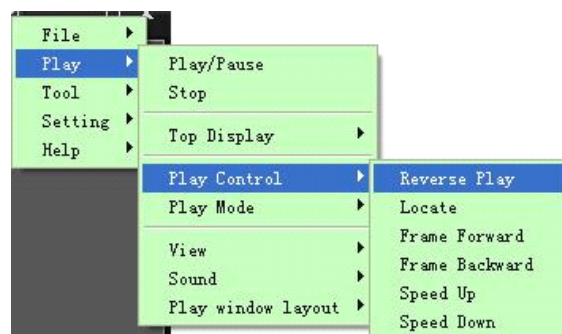 File
Play
Tool
Setting
Help
Play/Pause
Stop
Top Display
Play Control
Play Mode
View
Sound
Play window layout
Reverse Play
Locate
Frame Forward
Frame Backward
Speed Up
Speed Down